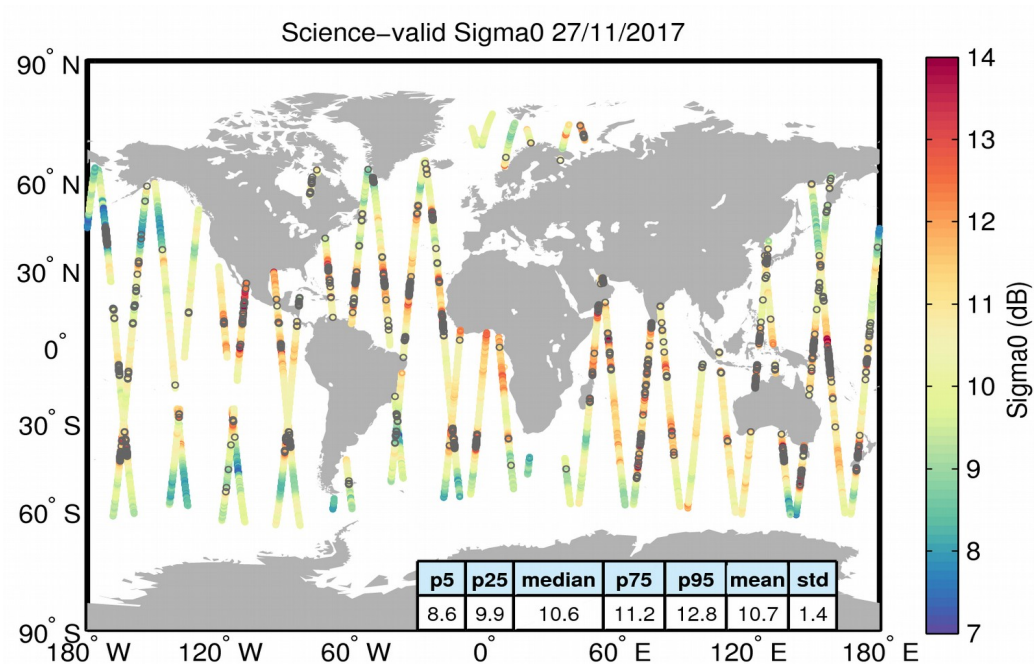 Science−valid Sigma0 27/11/2017
90° N
60° N
30° N
0°
30° S
60° S
90° S
180° W
120° W
60° W
0°
60° E
120° E
180° E
14
13
12
11
10
9
8
7
Sigma0 (dB)
p5 p25 median p75 p95 mean std
8.6 9.9 10.6 11.2 12.8 10.7 1.4